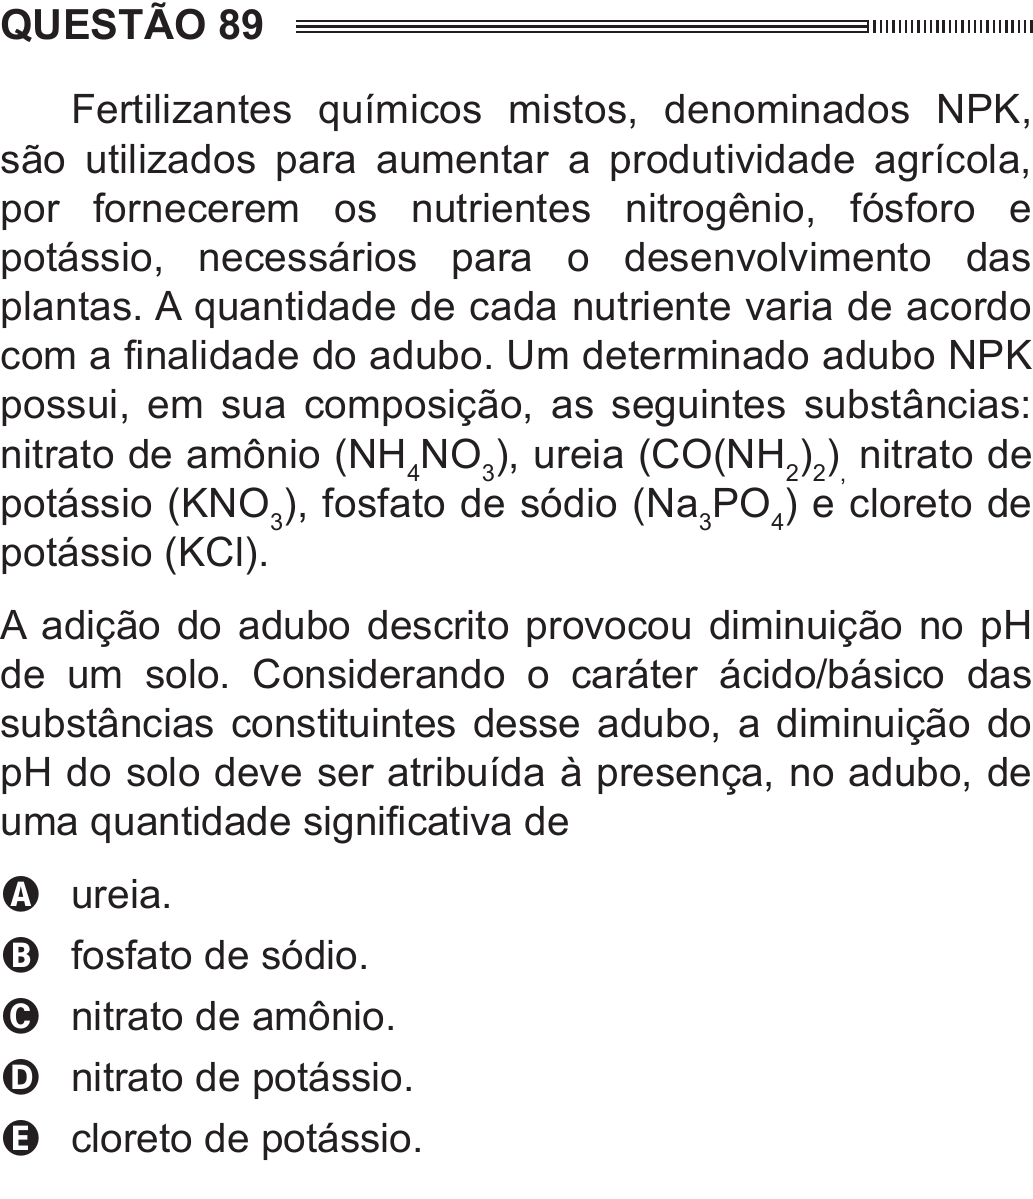 QUESTÃO 89
Fertilizantes químicos mistos, denominados NPK,
são utilizados para aumentar a produtividade agrícola,
por fornecerem os nutrientes nitrogênio, fósforo e
potássio, necessários para o desenvolvimento das
plantas. A quantidade de cada nutriente varia de acordo
com a finalidade do adubo. Um determinado adubo NPK
possui, em sua composição, as seguintes substâncias:
nitrato de amônio (NH₄NO₃), ureia (CO(NH₂)₂), nitrato de
potássio (KNO₃), fosfato de sódio (Na₃PO₄) e cloreto de
potássio (KCl).
A adição do adubo descrito provocou diminuição no pH
de um solo. Considerando o caráter ácido/básico das
substâncias constituintes desse adubo, a diminuição do
pH do solo deve ser atribuída à presença, no adubo, de
uma quantidade significativa de
A ureia.
B fosfato de sódio.
C nitrato de amônio.
D nitrato de potássio.
E cloreto de potássio.